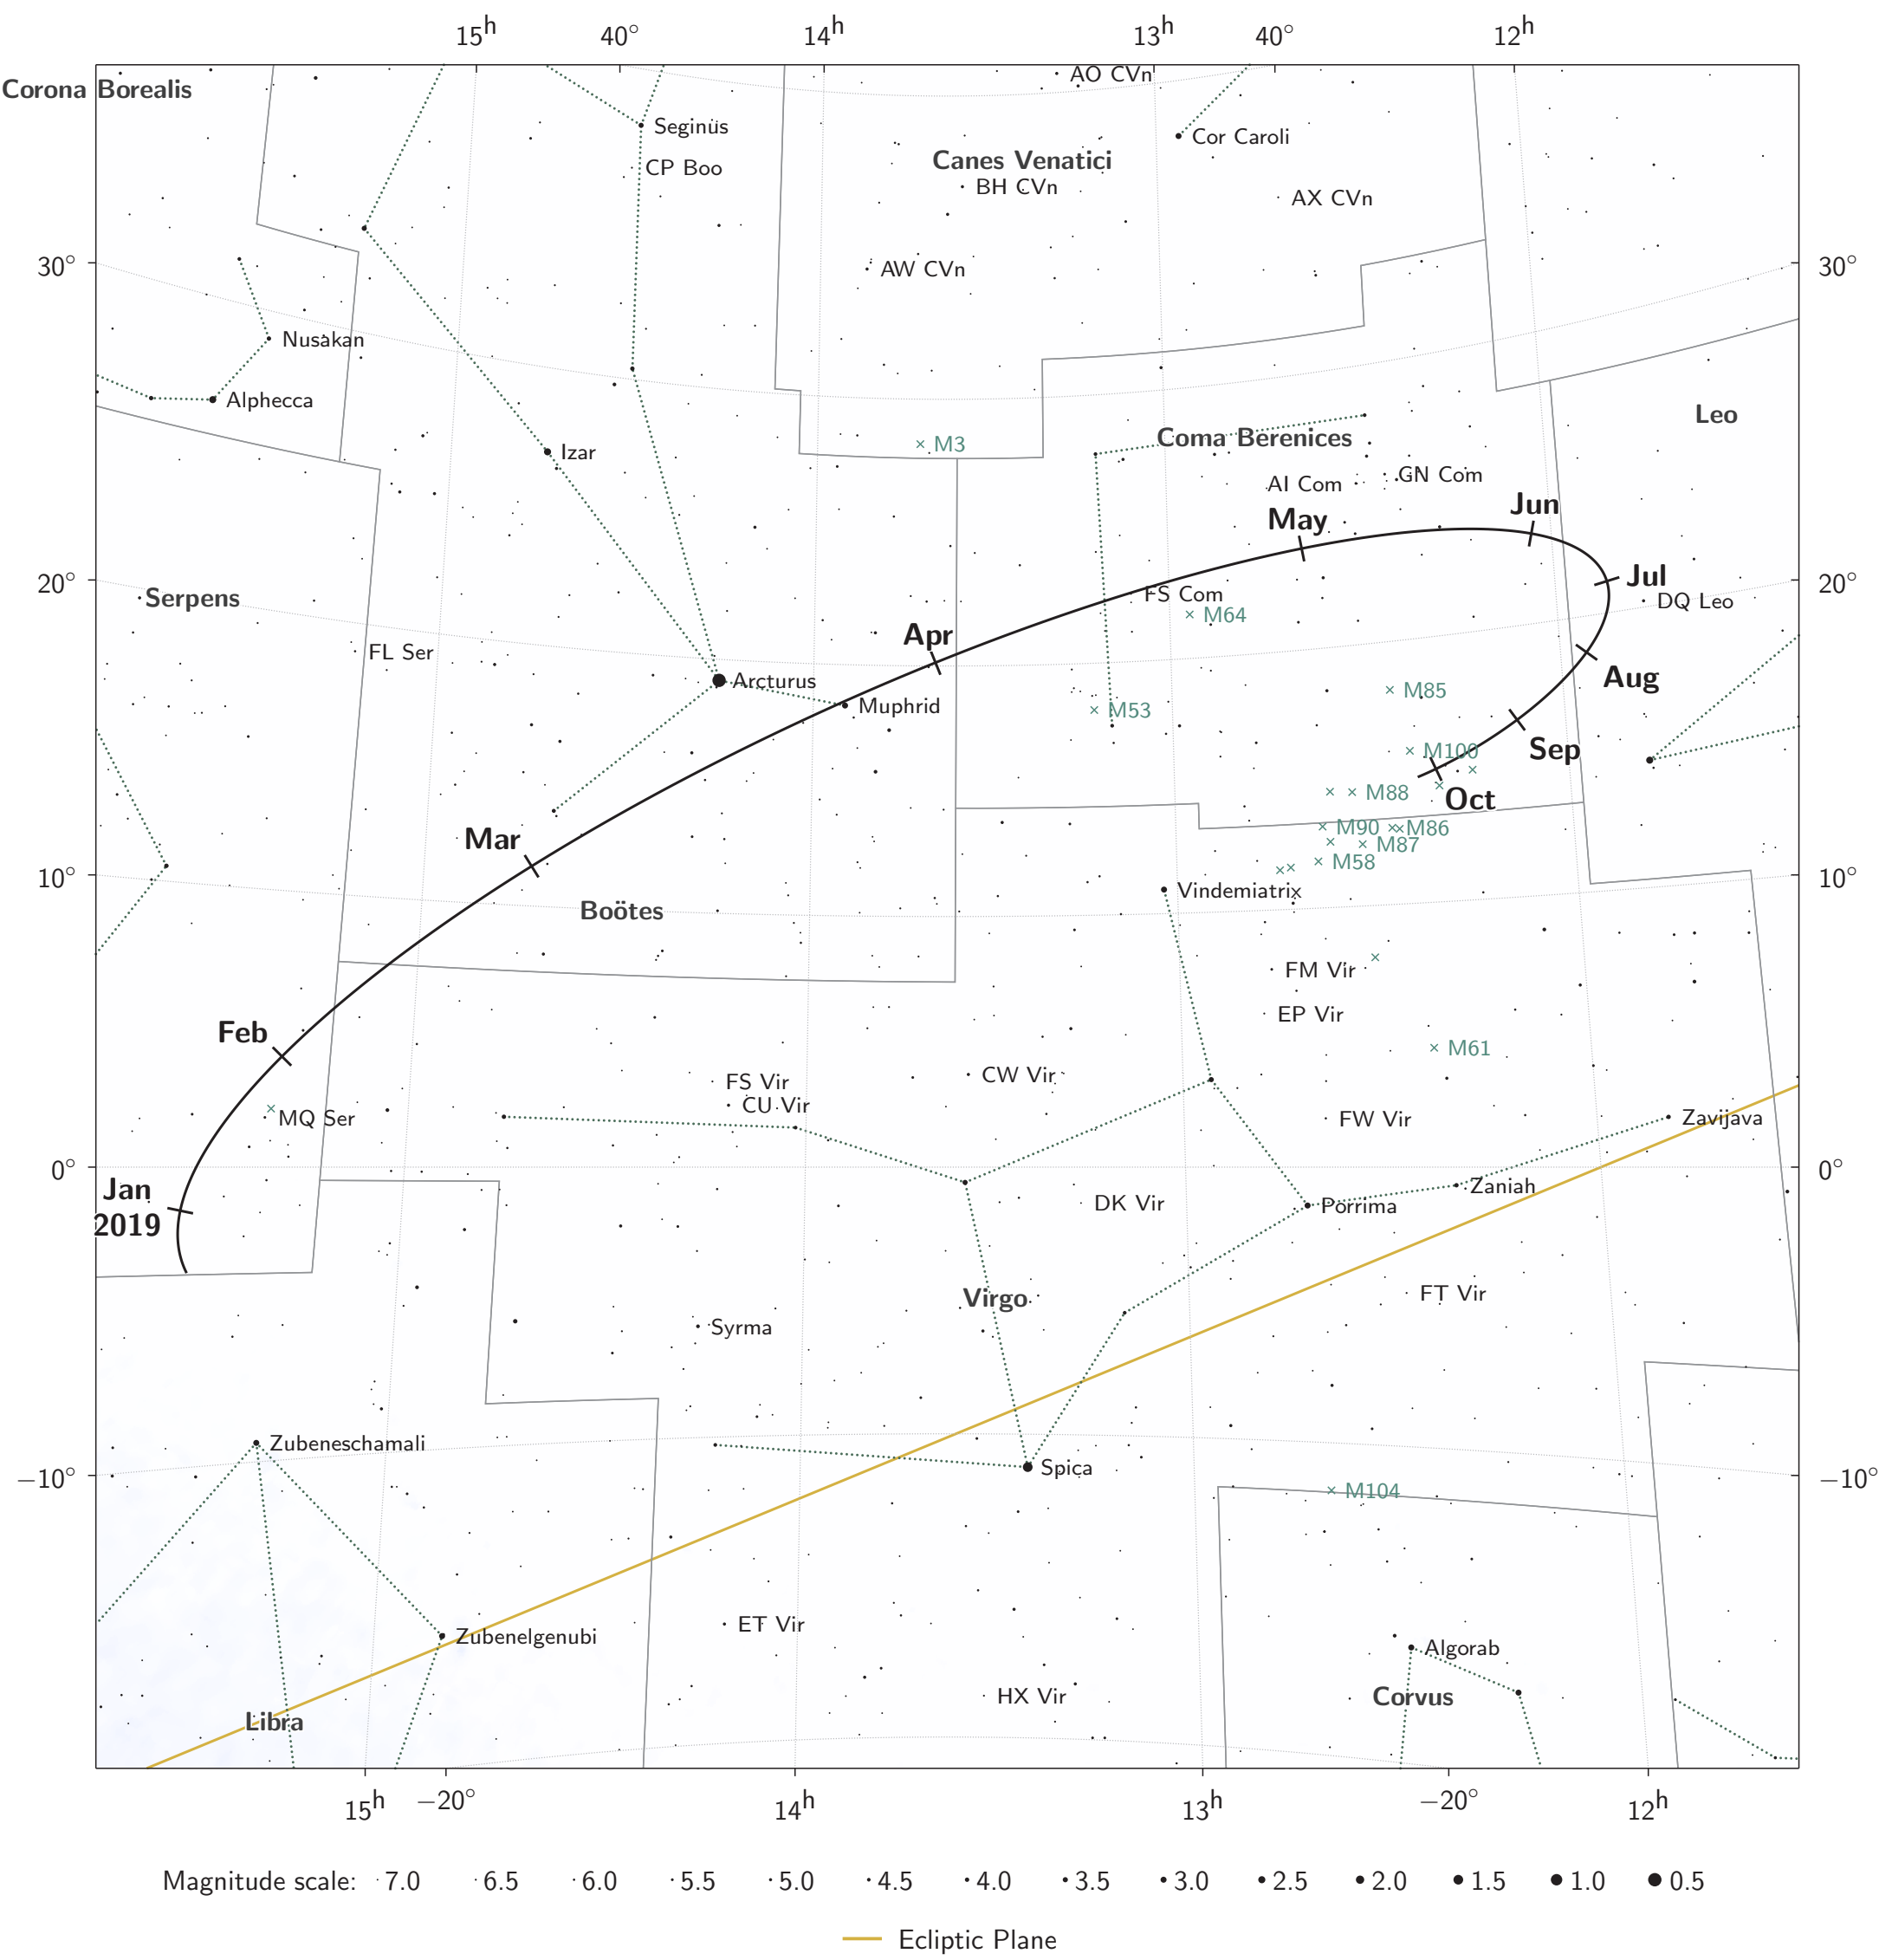 15h 40° 14h 13h 40° 12h
Corona Borealis
AO CVn
Seginus
Cor Caroli
Canes Venatici
CP Boo
BH CVn
AX CVn
30° AW CVn 30°
Nusakan
Alphecca
Leo
Coma Berenices
M3
Izar
GN Com
AI Com
May
Jun
20° Jul 20°
FS Com
Serpens
DQ Leo
M64
Apr
FL Ser
Aug
Arcturus
M85
Muphrid
M53
Sep
M100
M88
Oct
M90 M86
Mar
M87
M58
10° 10°
Vindemiatrix
Boötes
FM Vir
EP Vir
Feb
M61
CW Vir
FS Vir
CU Vir
MQ Ser
FW Vir
Zavijava
0° 0°
Jan
2019
Zaniah
DK Vir
Porrima
FT Vir
Virgo
Syrma
Zubeneschamali
Spica
−10° −10°
M104
ET Vir
Zubenelgenubi
Algorab
HX Vir
Corvus
Libra
15h −20° 14h 13h −20° 12h
Magnitude scale: 7.0 6.5 6.0 5.5 5.0 4.5 4.0 3.5 3.0 2.5 2.0 1.5 1.0 0.5
Ecliptic Plane